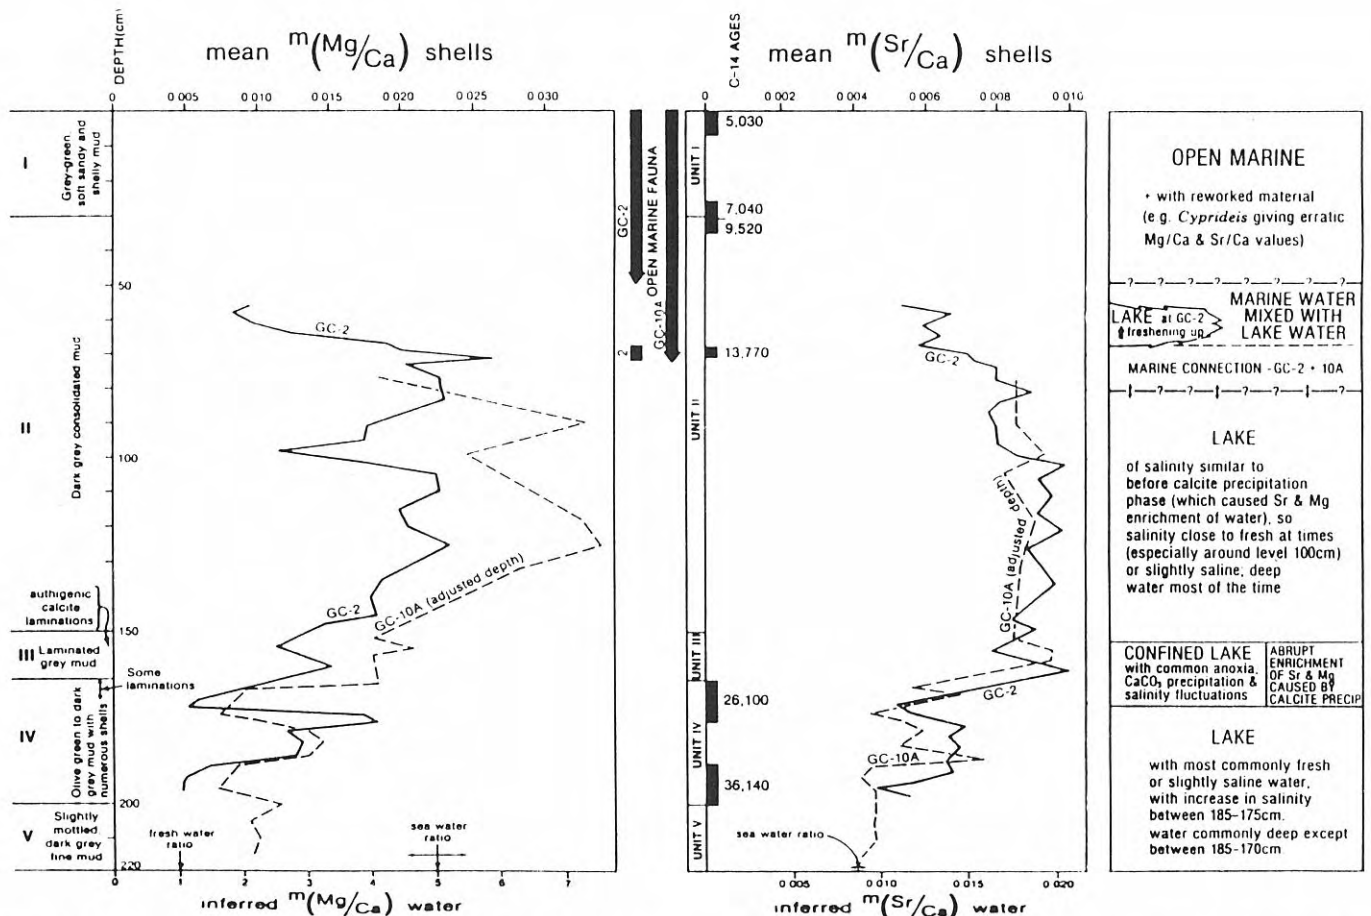 mean m(Mg/Ca) shells
C-14 AGES
mean m(Sr/Ca) shells
DEPTH(cm)
0 0 005 0.010 0 015 0 020 0 025 0 030
0 0 002 0 004 0 006 0 008 0 010
I
Grey-green
soft sandy and
shelly mud
II
Dark grey consolidated mud
authigenic
calcite
laminations
III
Laminated
grey mud
Some
laminations
IV
Olive green to dark
grey mud with
numerous shells
V
Slightly
mottled,
dark grey
fine mud
50
100
150
200
220
GC-2
GC-10A (adjusted depth)
GC-2
fresh water
ratio
sea water
ratio
0 1 2 3 4 5 6 7
inferred m(Mg/Ca) water
GC-2
2
GC-10A
OPEN MARINE FAUNA
UNIT I
UNIT II
UNIT III
UNIT IV
UNIT V
5,030
7,040
9,520
13,770
26,100
36,140
GC-2
GC-10A (adjusted depth)
GC-2
GC-10A
sea water ratio
0 005 0.010 0.015 0.020
inferred m(Sr/Ca) water
OPEN MARINE
+ with reworked material
(e.g. Cyprideis giving erratic
Mg/Ca & Sr/Ca values)
? ? ? ? ? ?
LAKE at GC-2
freshening up
MARINE WATER
MIXED WITH
LAKE WATER
MARINE CONNECTION - GC-2 + 10A
? ? ? ? ?
LAKE
of salinity similar to
before calcite precipitation
phase (which caused Sr & Mg
enrichment of water), so
salinity close to fresh at times
(especially around level 100cm)
or slightly saline; deep
water most of the time
CONFINED LAKE
with common anoxia,
CaCO3 precipitation &
salinity fluctuations
ABRUPT
ENRICHMENT
OF Sr & Mg
CAUSED BY
CALCITE PRECIP
LAKE
with most commonly fresh
or slightly saline water,
with increase in salinity
between 185-175cm.
water commonly deep except
between 185-170cm